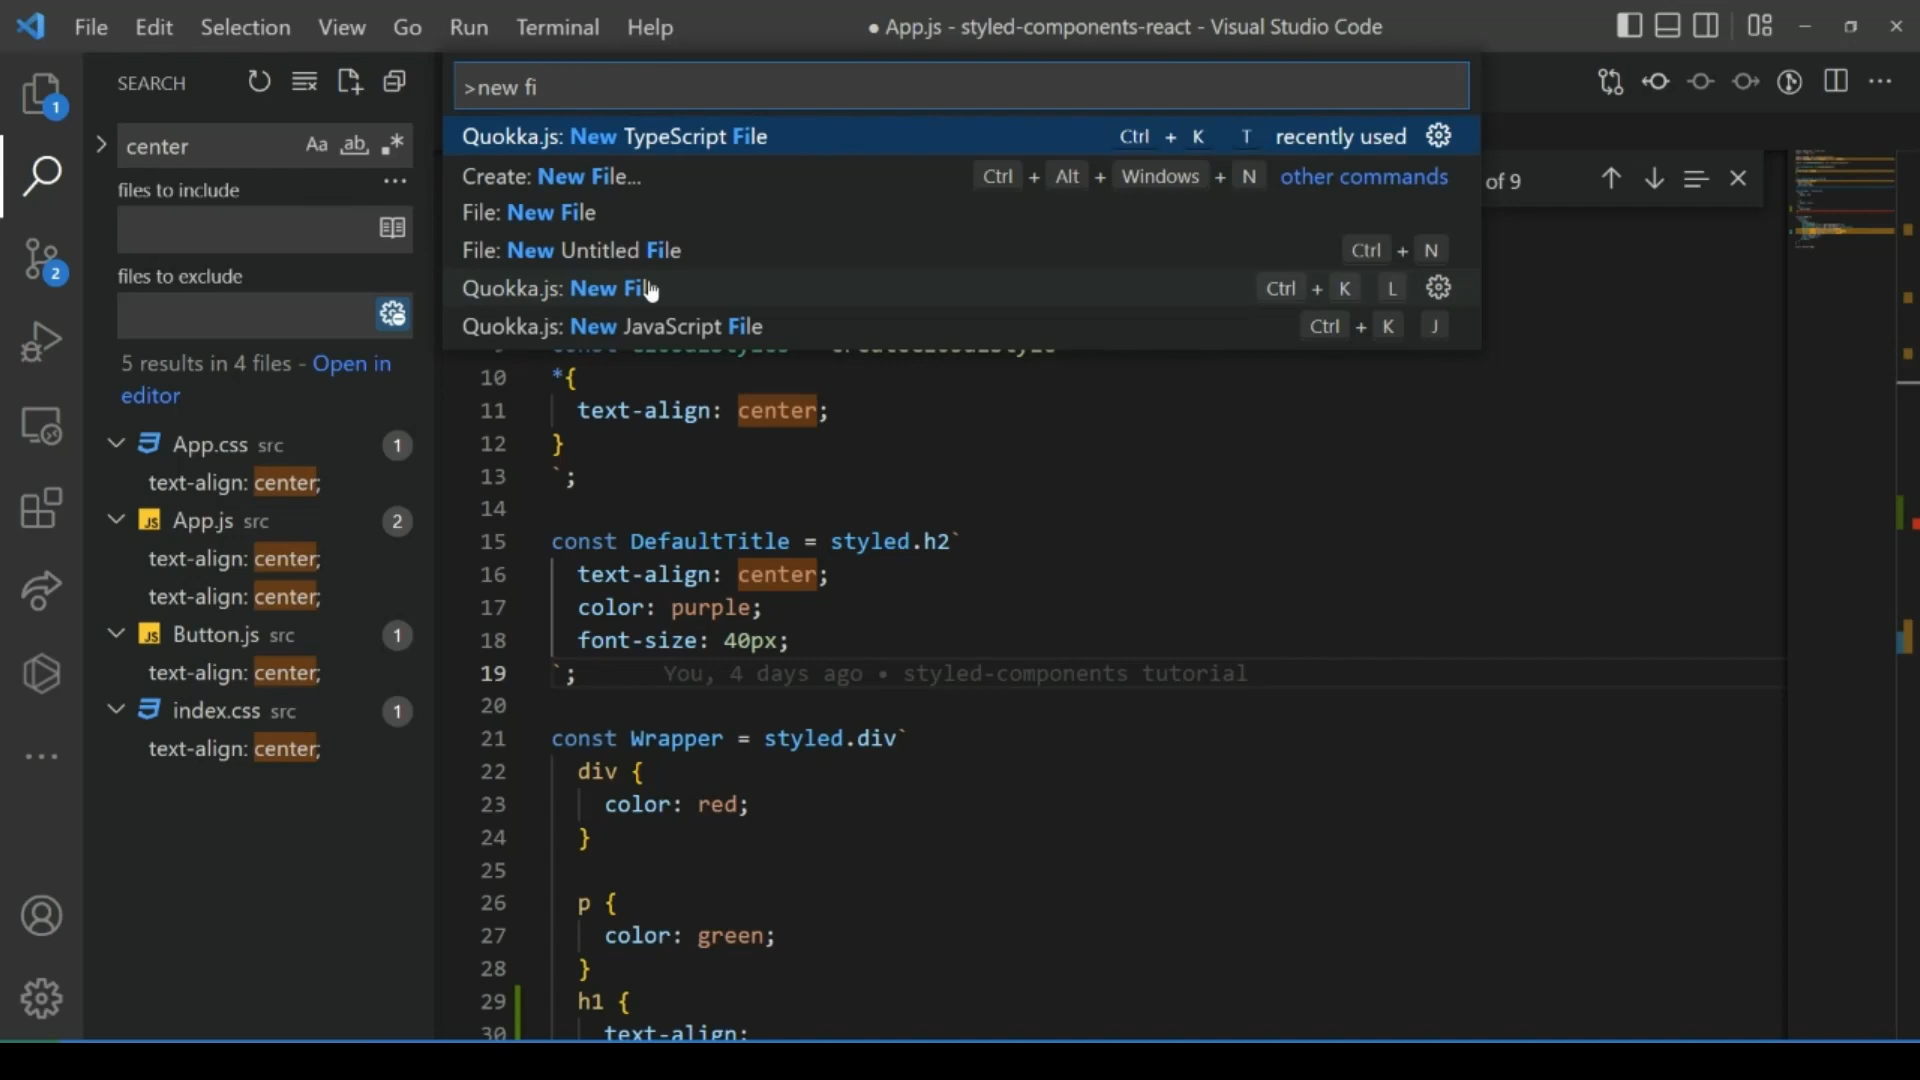 File Edit Selection View Go Run Terminal Help
● App.js - styled-components-react - Visual Studio Code
SEARCH
>new fi
center
Aa ab .*
files to include
files to exclude
5 results in 4 files - Open in
editor
App.css src 1
text-align: center;
JS App.js src 2
text-align: center;
text-align: center;
JS Button.js src 1
text-align: center;
index.css src 1
text-align: center;
1
2
Quokka.js: New TypeScript File Ctrl + K T recently used
Create: New File... Ctrl + Alt + Windows + N other commands
File: New File
File: New Untitled File Ctrl + N
Quokka.js: New Fil Ctrl + K L
Quokka.js: New JavaScript File Ctrl + K J
of 9
10 *{
11 text-align: center;
12 }
13 `;
14
15 const DefaultTitle = styled.h2`
16 text-align: center;
17 color: purple;
18 font-size: 40px;
19 `; You, 4 days ago • styled-components tutorial
20
21 const Wrapper = styled.div`
22 div {
23 color: red;
24 }
25
26 p {
27 color: green;
28 }
29 h1 {
30 text-align: